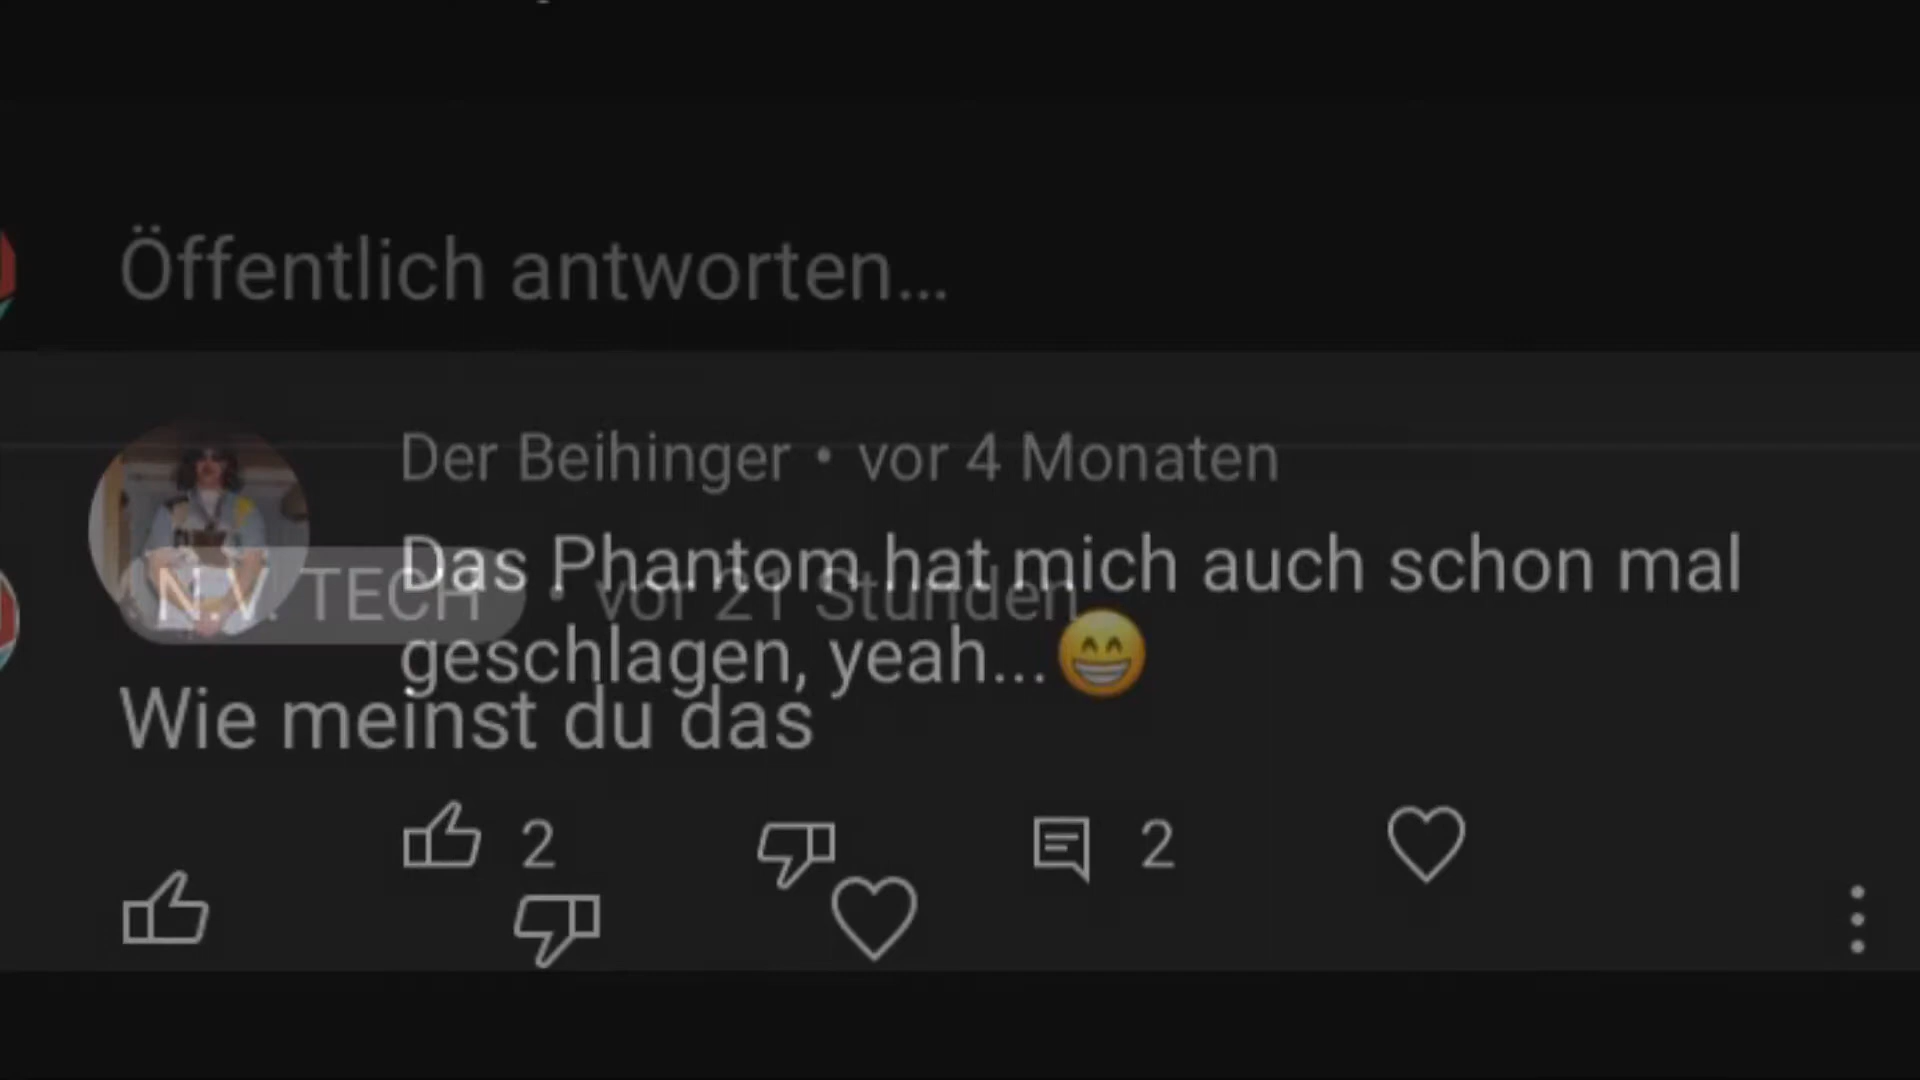 Öffentlich antworten...
Der Beihinger • vor 4 Monaten
Das Phantom hat mich auch schon mal
geschlagen, yeah...😁
N.V. TECH • vor 21 Stunden
Wie meinst du das
2
2